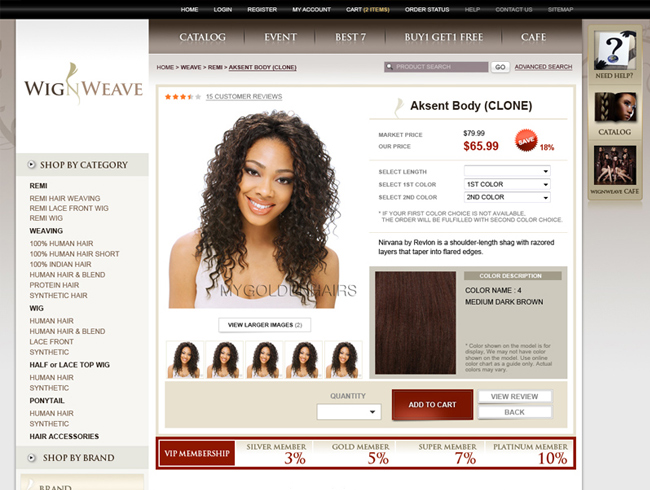 HOME LOGIN REGISTER MY ACCOUNT CART (2 ITEMS) ORDER STATUS HELP CONTACT US SITEMAP
CATALOG EVENT BEST 7 BUY1 GET1 FREE CAFE
WIGNWEAVE
HOME > WEAVE > REMI > AKSENT BODY (CLONE)
PRODUCT SEARCH GO ADVANCED SEARCH
?
NEED HELP?
CATALOG
WIGNWEAVE CAFE
SHOP BY CATEGORY
REMI
REMI HAIR WEAVING
REMI LACE FRONT WIG
REMI WIG
WEAVING
100% HUMAN HAIR
100% HUMAN HAIR SHORT
100% INDIAN HAIR
HUMAN HAIR & BLEND
PROTEIN HAIR
SYNTHETIC HAIR
WIG
HUMAN HAIR
HUMAN HAIR & BLEND
LACE FRONT
SYNTHETIC
HALF or LACE TOP WIG
HUMAN HAIR
SYNTHETIC
PONYTAIL
HUMAN HAIR
SYNTHETIC
HAIR ACCESSORIES
SHOP BY BRAND
BRAND
15 CUSTOMER REVIEWS
MYGOLDENHAIRS
VIEW LARGER IMAGES (2)
Aksent Body (CLONE)
MARKET PRICE $79.99
OUR PRICE $65.99 SAVE 18%
SELECT LENGTH
SELECT 1ST COLOR 1ST COLOR
SELECT 2ND COLOR 2ND COLOR
* IF YOUR FIRST COLOR CHOICE IS NOT AVAILABLE,
THE ORDER WILL BE FULFILLED WITH SECOND COLOR CHOICE.
Nirvana by Revlon is a shoulder-length shag with razored
layers that taper into flared edges.
COLOR DESCRIPTION
COLOR NAME : 4
MEDIUM DARK BROWN
* Color shown on the model is for
display. We may not have color
shown on the model. Use online
color chart as a guide only. Actual
colors may vary.
QUANTITY
ADD TO CART
VIEW REVIEW
BACK
VIP MEMBERSHIP
SILVER MEMBER 3%
GOLD MEMBER 5%
SUPER MEMBER 7%
PLATINUM MEMBER 10%